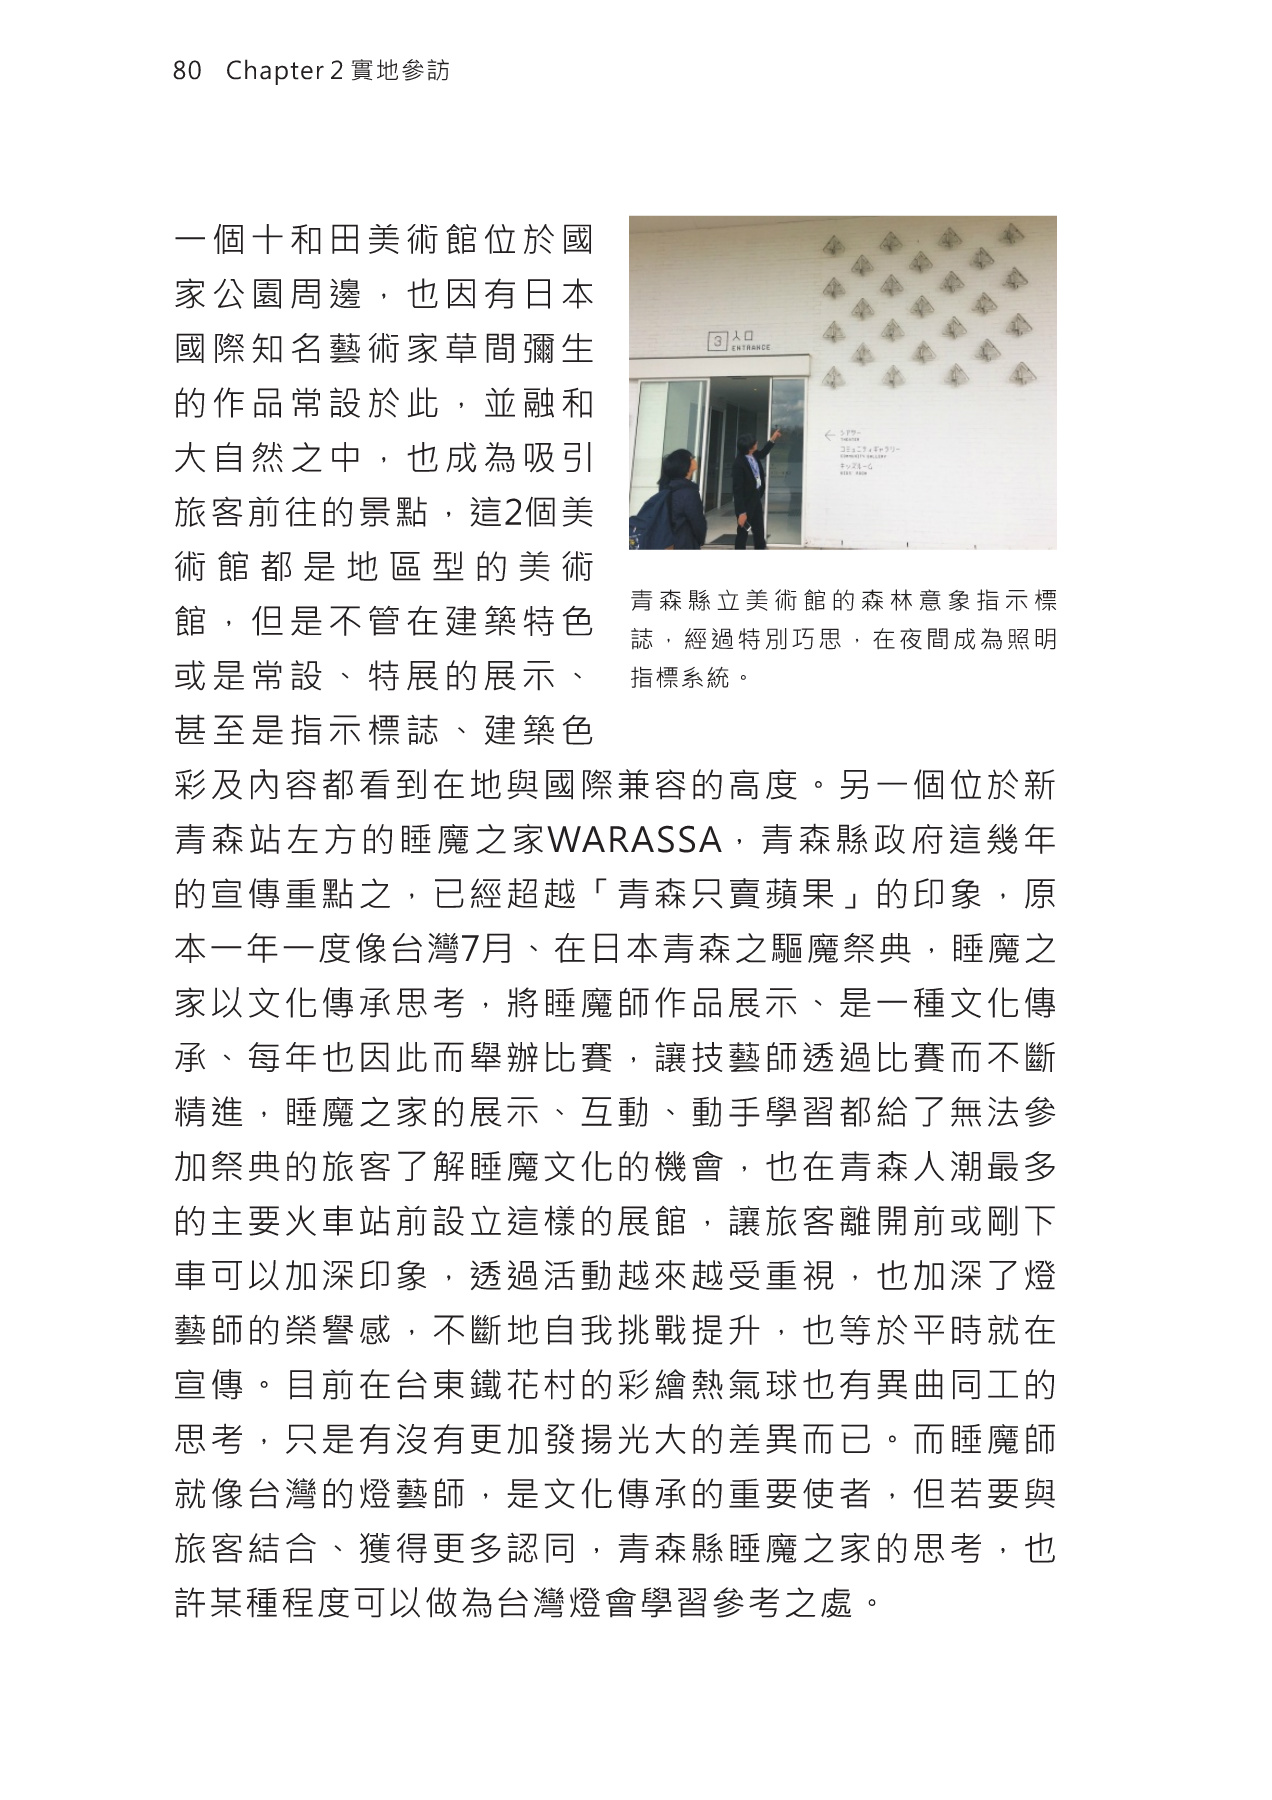 80 Chapter 2 實地參訪
一個十和田美術館位於國
家公園周邊，也因有日本
國際知名藝術家草間彌生
的作品常設於此，並融和
大自然之中，也成為吸引
旅客前往的景點，這2個美
術館都是地區型的美術
館，但是不管在建築特色
或是常設、特展的展示、
甚至是指示標誌、建築色
彩及內容都看到在地與國際兼容的高度。另一個位於新
青森站左方的睡魔之家WARASSA，青森縣政府這幾年
的宣傳重點之，已經超越「青森只賣蘋果」的印象，原
本一年一度像台灣7月、在日本青森之驅魔祭典，睡魔之
家以文化傳承思考，將睡魔師作品展示、是一種文化傳
承、每年也因此而舉辦比賽，讓技藝師透過比賽而不斷
精進，睡魔之家的展示、互動、動手學習都給了無法參
加祭典的旅客了解睡魔文化的機會，也在青森人潮最多
的主要火車站前設立這樣的展館，讓旅客離開前或剛下
車可以加深印象，透過活動越來越受重視，也加深了燈
藝師的榮譽感，不斷地自我挑戰提升，也等於平時就在
宣傳。目前在台東鐵花村的彩繪熱氣球也有異曲同工的
思考，只是有沒有更加發揚光大的差異而已。而睡魔師
就像台灣的燈藝師，是文化傳承的重要使者，但若要與
旅客結合、獲得更多認同，青森縣睡魔之家的思考，也
許某種程度可以做為台灣燈會學習參考之處。
3 入口
ENTRANCE
シアター
THEATER
コミュニティギャラリー
COMMUNITY GALLERY
キッズルーム
KIDS ROOM
青森縣立美術館的森林意象指示標
誌，經過特別巧思，在夜間成為照明
指標系統。